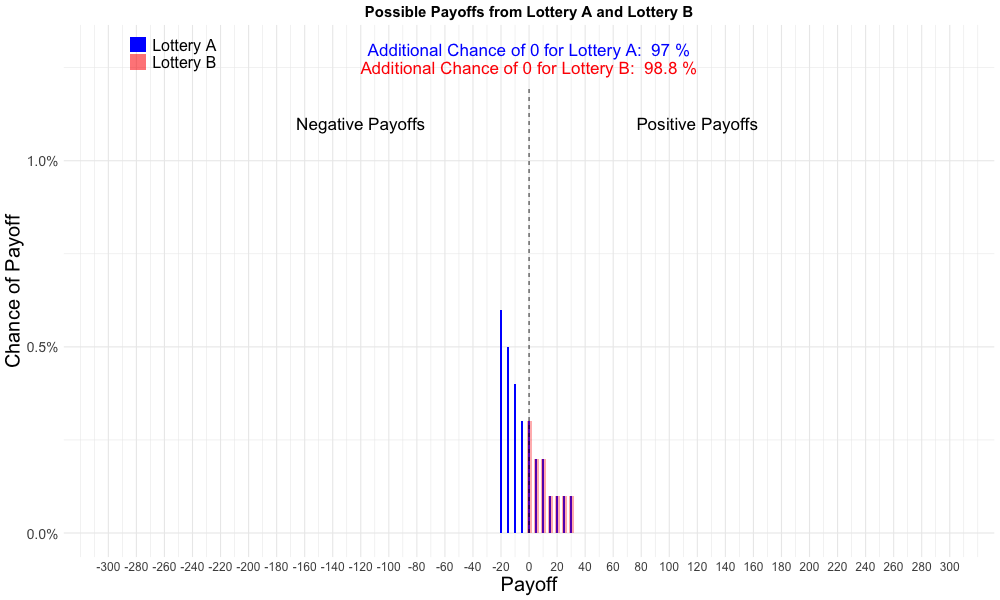 Possible Payoffs from Lottery A and Lottery B
Lottery A
Lottery B
Additional Chance of 0 for Lottery A:  97 %
Additional Chance of 0 for Lottery B:  98.8 %
Negative Payoffs
Positive Payoffs
Chance of Payoff
1.0%
0.5%
0.0%
-300 -280 -260 -240 -220 -200 -180 -160 -140 -120 -100 -80 -60 -40 -20 0 20 40 60 80 100 120 140 160 180 200 220 240 260 280 300
Payoff